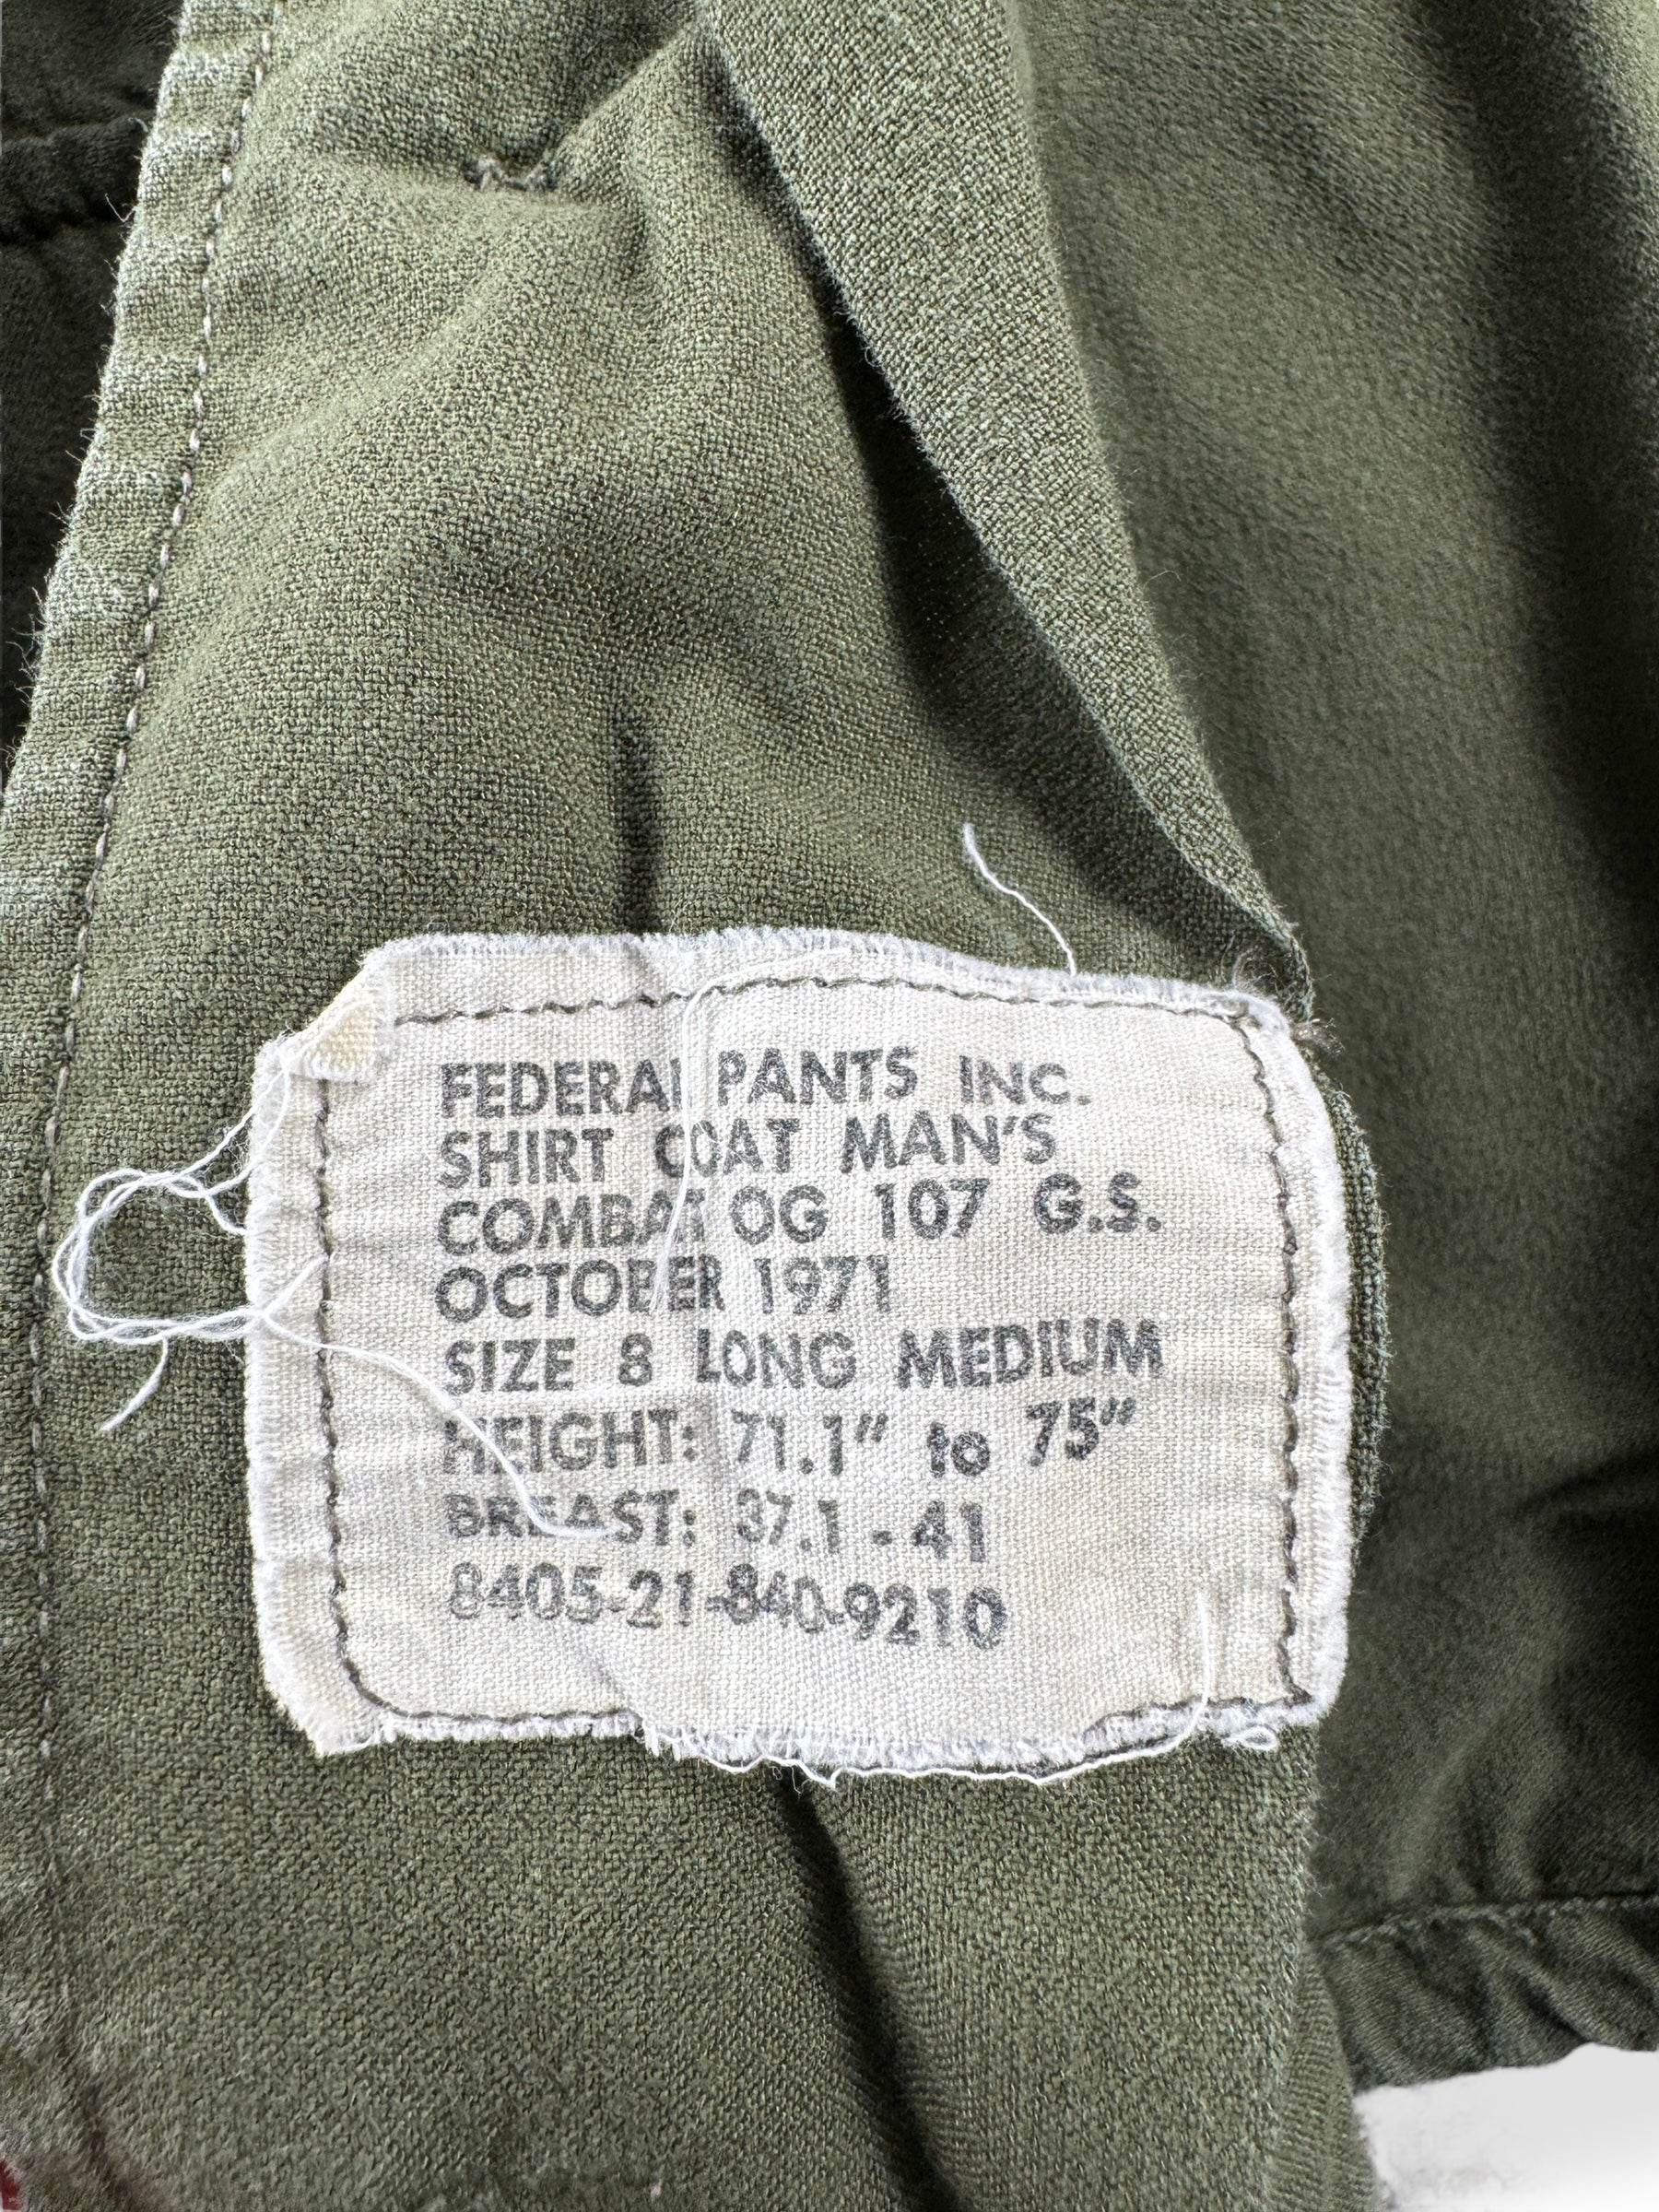 FEDERAL PANTS INC.
SHIRT COAT MAN'S
COMBAT OG 107 G.S.
OCTOBER 1971
SIZE 8 LONG MEDIUM
HEIGHT: 71.1" to 75"
BREAST: 37.1 - 41
8405-21-840-9210